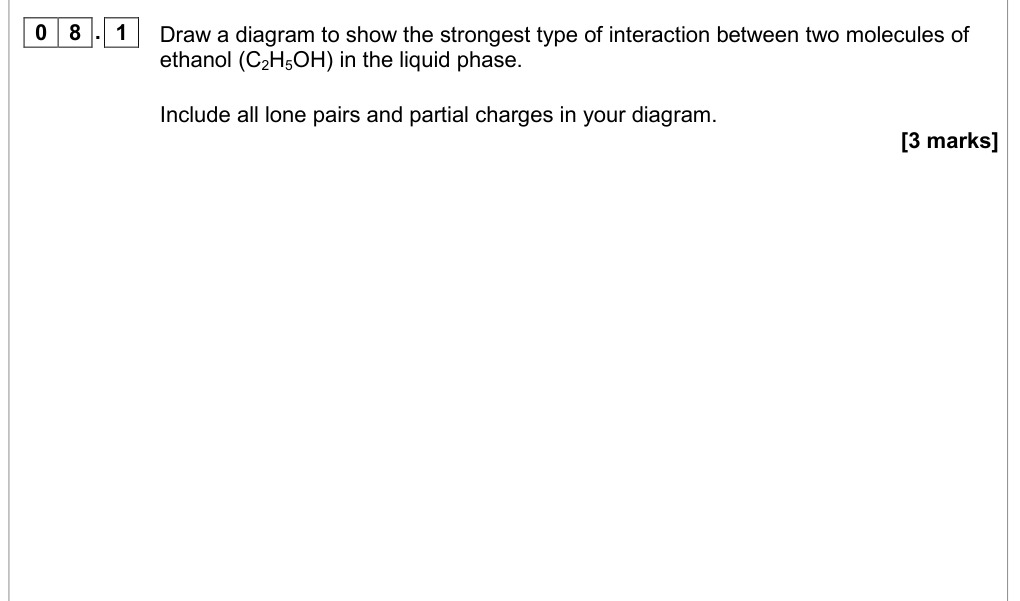 0 8 . 1 Draw a diagram to show the strongest type of interaction between two molecules of
ethanol (C₂H₅OH) in the liquid phase.
Include all lone pairs and partial charges in your diagram.
[3 marks]